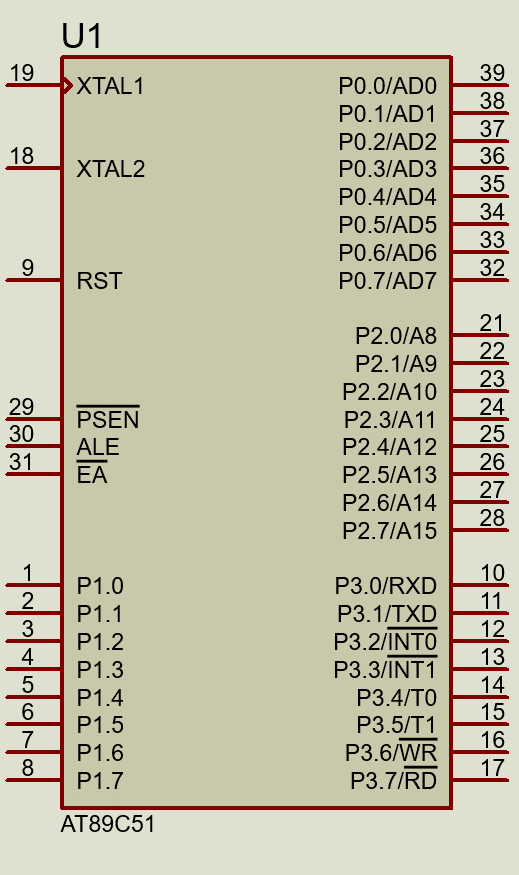 U1
19 XTAL1 P0.0/AD0 39
P0.1/AD1 38
P0.2/AD2 37
18 XTAL2 P0.3/AD3 36
P0.4/AD4 35
P0.5/AD5 34
P0.6/AD6 33
9 RST P0.7/AD7 32
P2.0/A8 21
P2.1/A9 22
P2.2/A10 23
29 PSEN P2.3/A11 24
30 ALE P2.4/A12 25
31 EA P2.5/A13 26
P2.6/A14 27
P2.7/A15 28
1 P1.0 P3.0/RXD 10
2 P1.1 P3.1/TXD 11
3 P1.2 P3.2/INT0 12
4 P1.3 P3.3/INT1 13
5 P1.4 P3.4/T0 14
6 P1.5 P3.5/T1 15
7 P1.6 P3.6/WR 16
8 P1.7 P3.7/RD 17
AT89C51